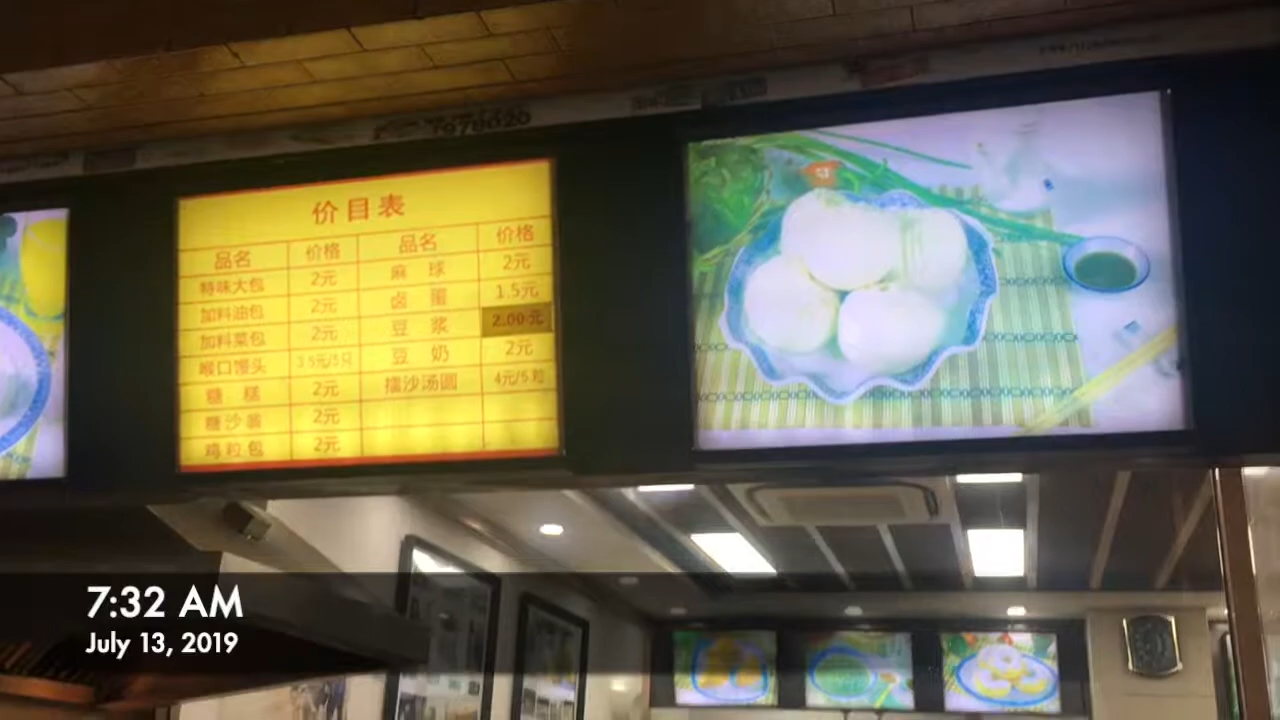 价目表
品名 价格 品名 价格
特味大包 2元 麻 球 2元
加料油包 2元 卤 蛋 1.5元
加料菜包 2元 豆 浆 2.00元
喉口馒头 3.5元/5只 豆 奶 2元
糖 糕 2元 擂沙汤圆 4元/5粒
糖沙翁 2元
鸡粒包 2元
7:32 AM
July 13, 2019